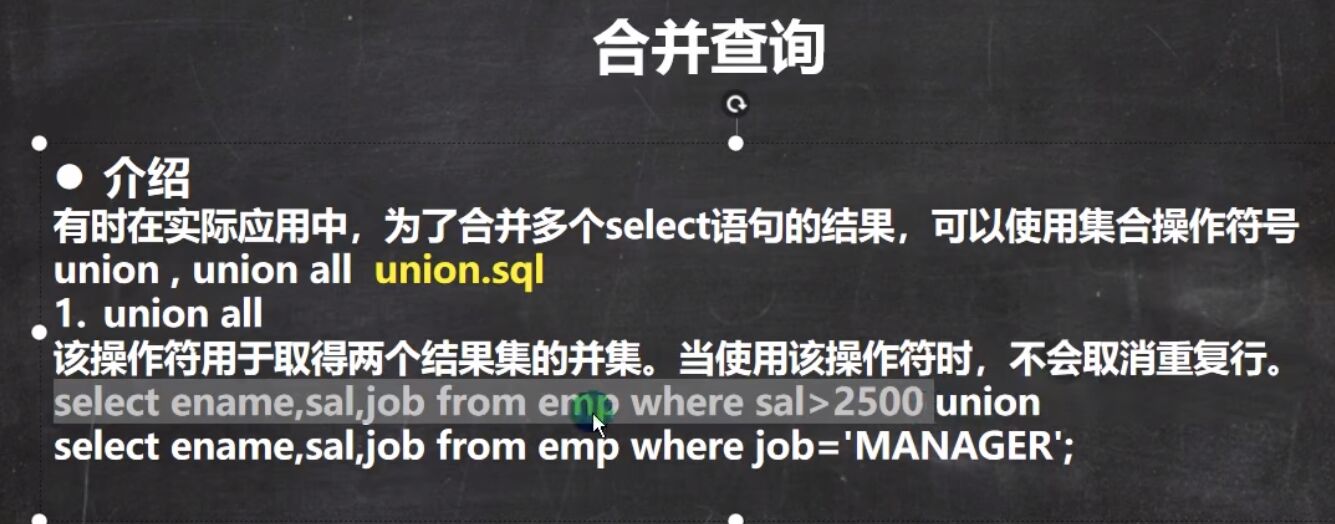 合并查询
● 介绍
有时在实际应用中，为了合并多个select语句的结果，可以使用集合操作符号
union , union all union.sql
1. union all
该操作符用于取得两个结果集的并集。当使用该操作符时，不会取消重复行。
select ename,sal,job from emp where sal>2500 union
select ename,sal,job from emp where job='MANAGER';